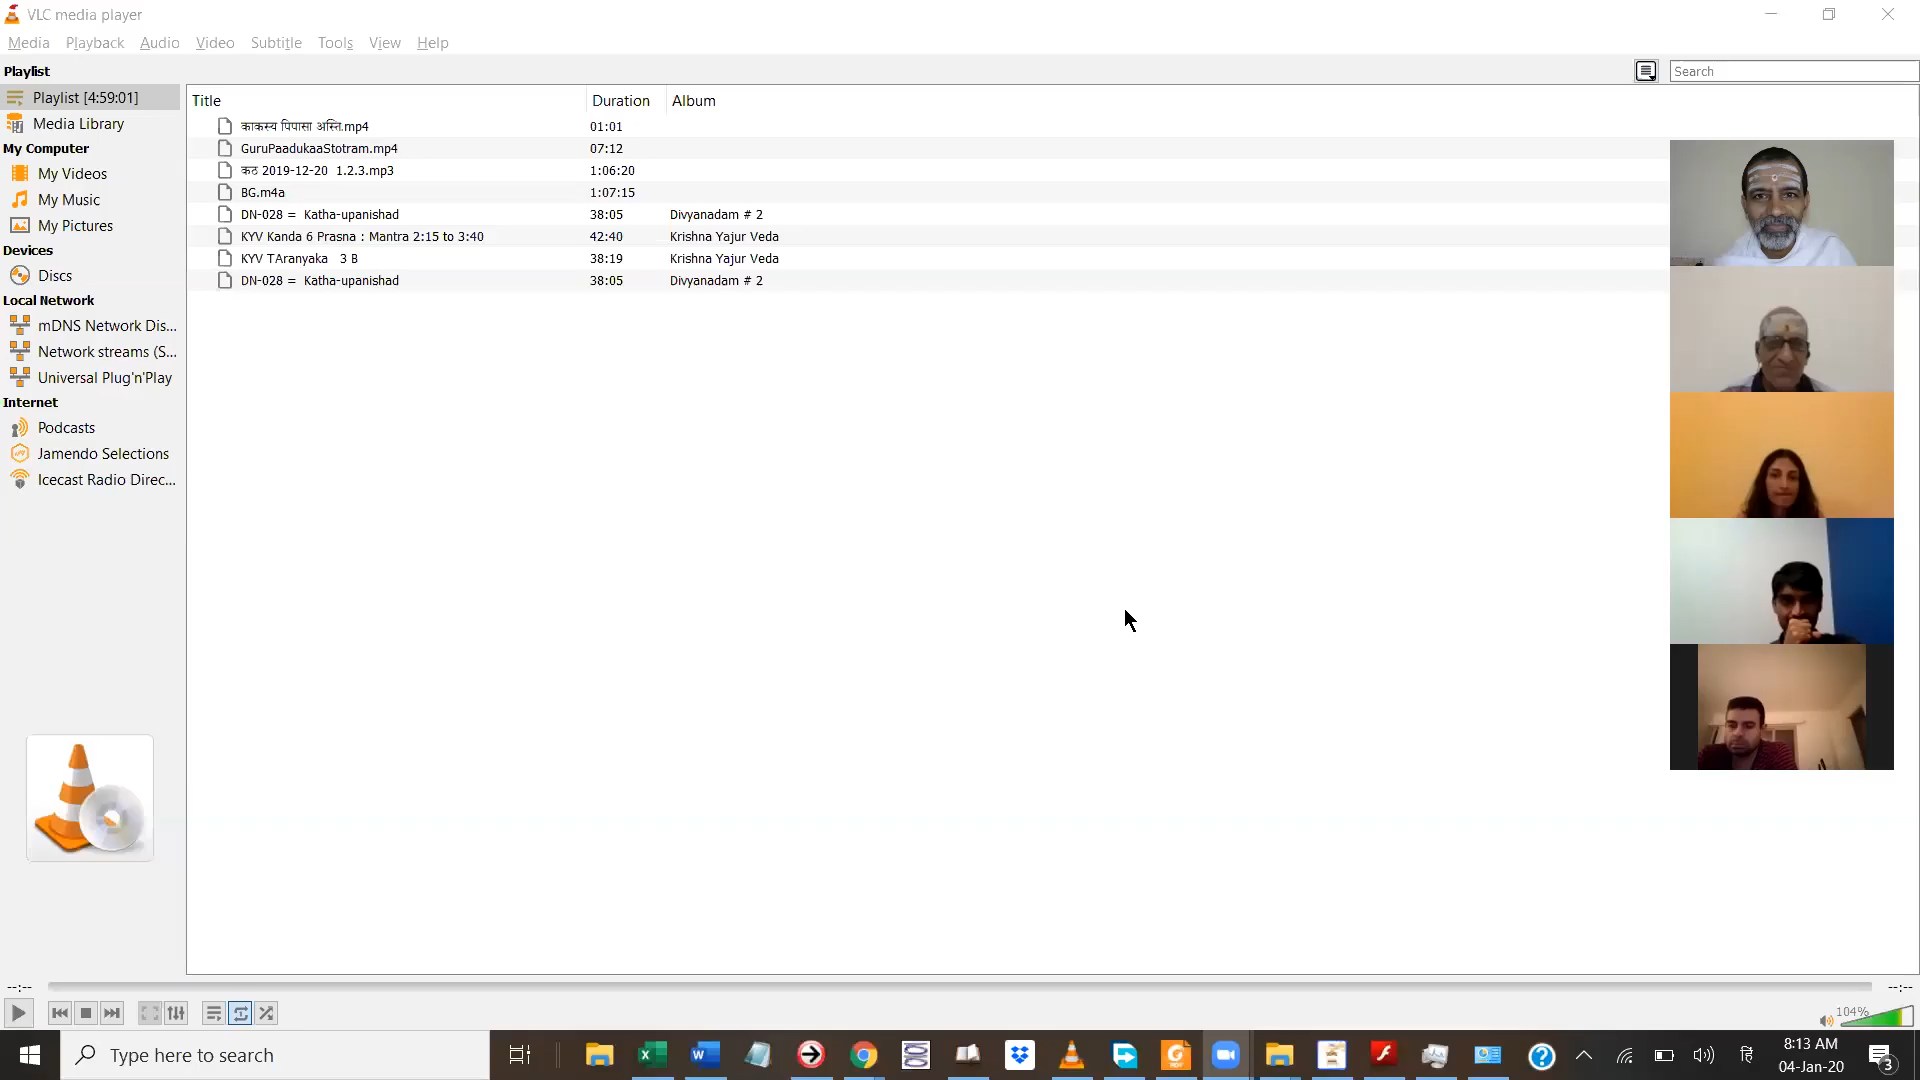 VLC media player
Media Playback Audio Video Subtitle Tools View Help
Playlist
Search
Playlist [4:59:01]
Media Library
My Computer
My Videos
My Music
My Pictures
Devices
Discs
Local Network
mDNS Network Dis...
Network streams (S...
Universal Plug'n'Play
Internet
Podcasts
Jamendo Selections
Icecast Radio Direc...
Title Duration Album
काकस्य पिपासा अस्ति.mp4 01:01
GuruPaadukaaStotram.mp4 07:12
कठ 2019-12-20 1.2.3.mp3 1:06:20
BG.m4a 1:07:15
DN-028 = Katha-upanishad 38:05 Divyanadam # 2
KYV Kanda 6 Prasna : Mantra 2:15 to 3:40 42:40 Krishna Yajur Veda
KYV TAranyaka 3 B 38:19 Krishna Yajur Veda
DN-028 = Katha-upanishad 38:05 Divyanadam # 2
--:-- --:--
104%
Type here to search
हि
8:13 AM
04-Jan-20
3